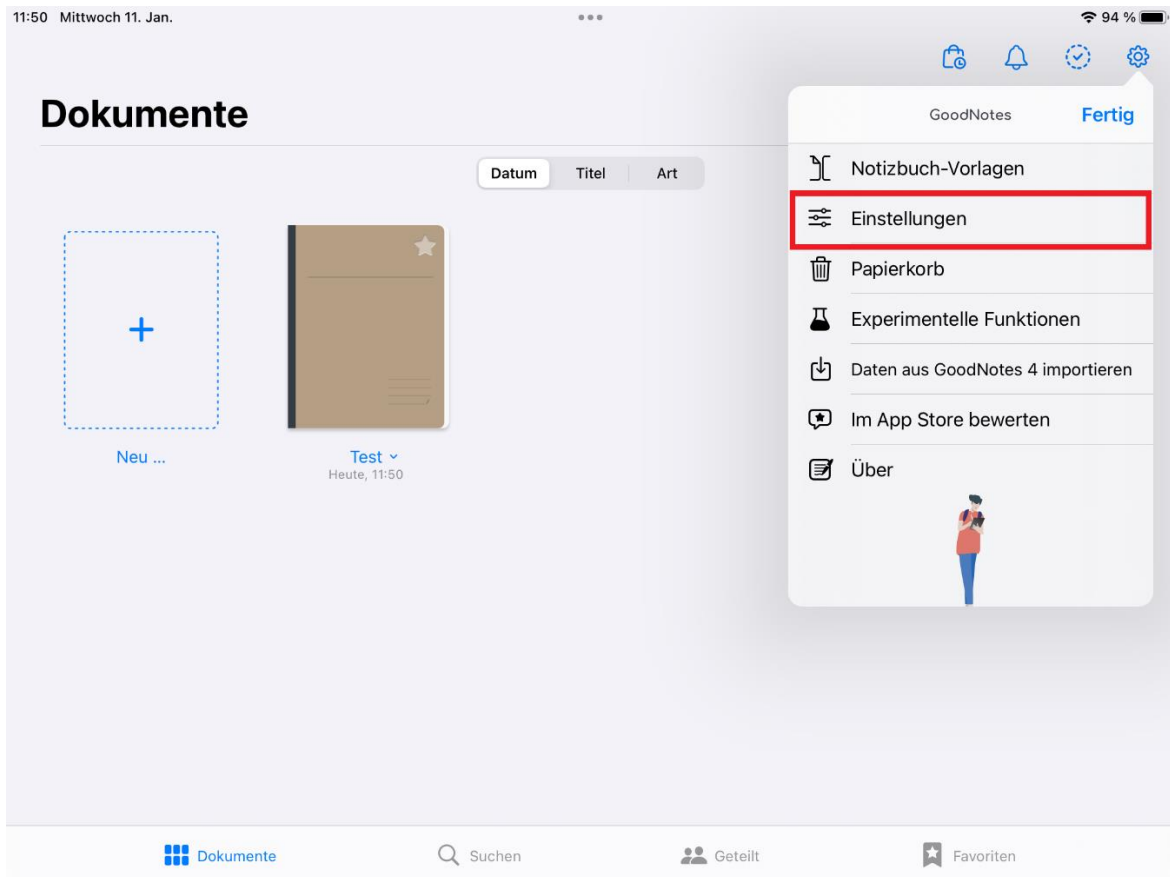 11:50 Mittwoch 11. Jan.
94 %
Dokumente
GoodNotes
Fertig
Datum
Titel
Art
Notizbuch-Vorlagen
Einstellungen
Papierkorb
Experimentelle Funktionen
Daten aus GoodNotes 4 importieren
Im App Store bewerten
Über
Neu ...
Test
Heute, 11:50
Dokumente
Suchen
Geteilt
Favoriten